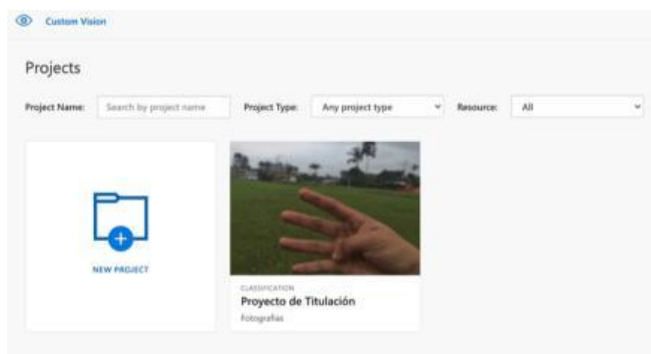 Custom Vision
Projects
Project Name: Search by project name Project Type: Any project type Resource: All
NEW PROJECT
CLASSIFICATION
Proyecto de Titulación
Fotografias